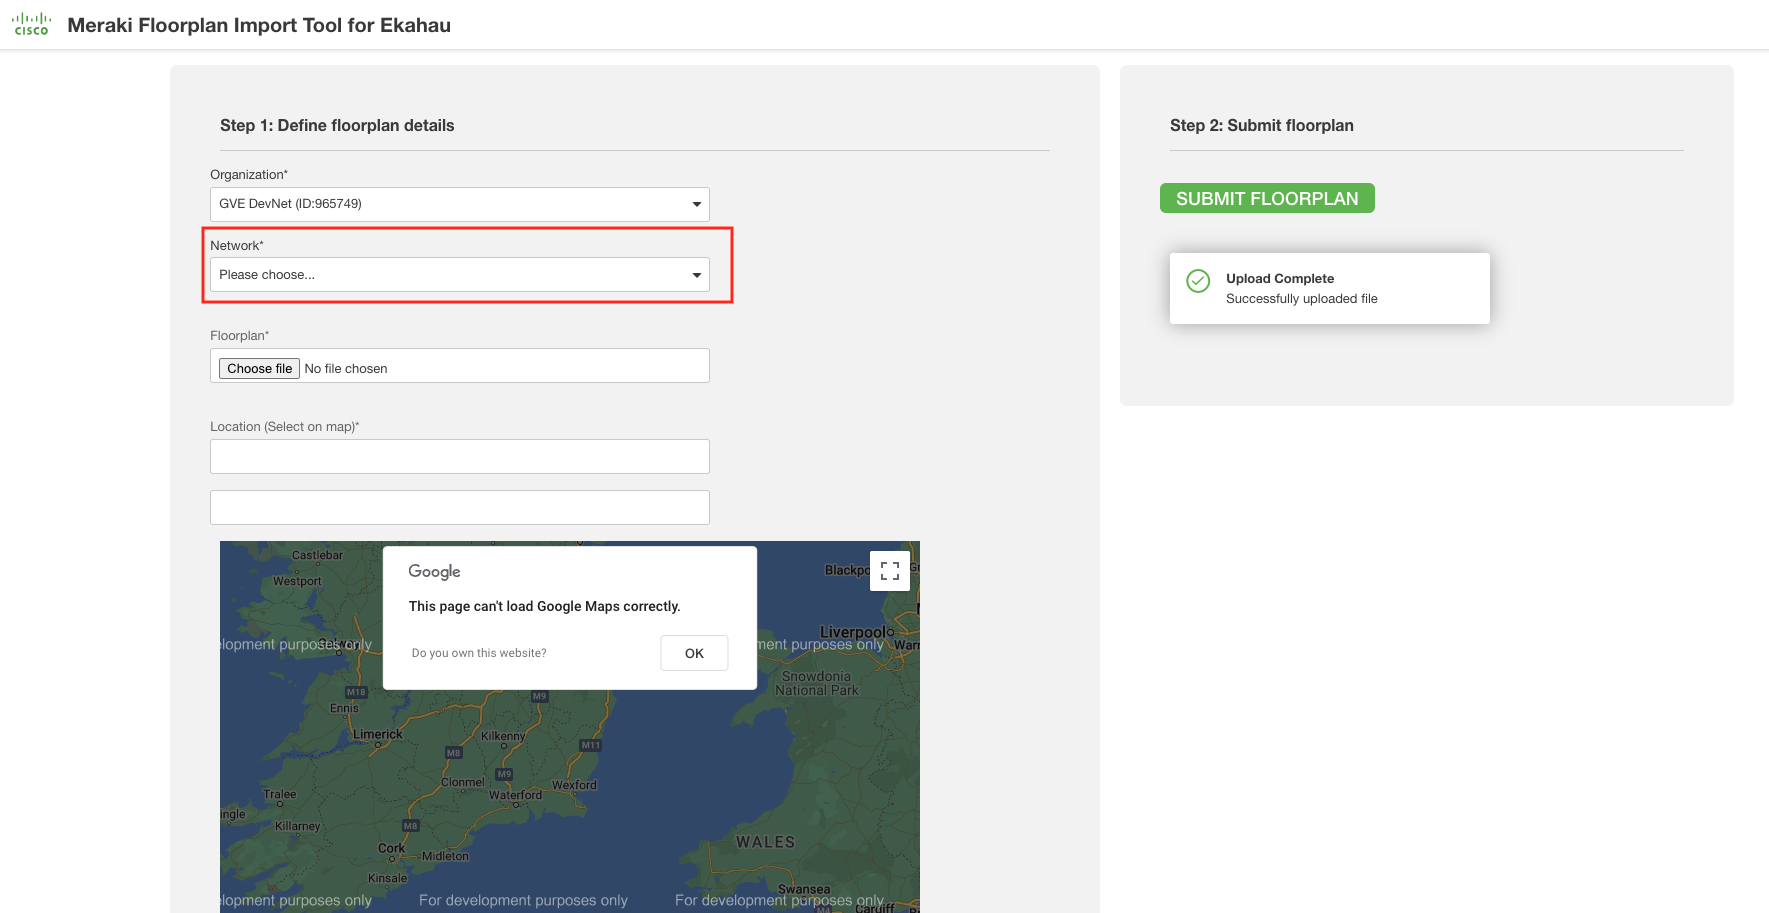 CISCO
Meraki Floorplan Import Tool for Ekahau
Step 1: Define floorplan details
Organization*
GVE DevNet (ID:965749)
Network*
Please choose...
Floorplan*
Choose file No file chosen
Location (Select on map)*
Step 2: Submit floorplan
SUBMIT FLOORPLAN
Upload Complete
Successfully uploaded file
Google
This page can't load Google Maps correctly.
Do you own this website?
OK
Castlebar
Westport
Blackpo
elopment purposes only
ment purposes only
Liverpool
Warr
Snowdonia
National Park
M18
M9
Ennis
Limerick
Kilkenny
M11
M8
M9
Clonmel
Wexford
Tralee
Waterford
ingle
Killarney
M8
Cork
Midleton
WALES
Kinsale
Swansea
elopment purposes only
For development purposes only
For development purposes only
M4
Cardiff